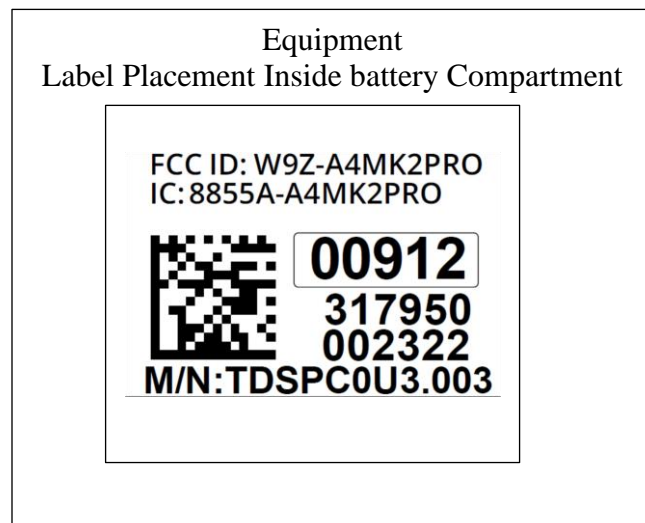 Equipment
Label Placement Inside battery Compartment
FCC ID: W9Z-A4MK2PRO
IC: 8855A-A4MK2PRO
00912
317950
002322
M/N:TDSPC0U3.003